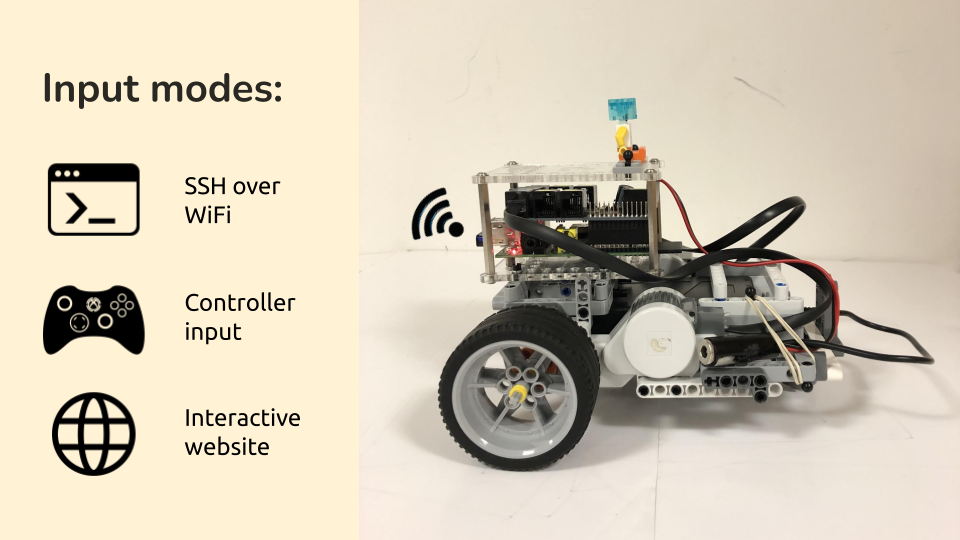 Input modes:
SSH over
WiFi
Controller
input
Interactive
website